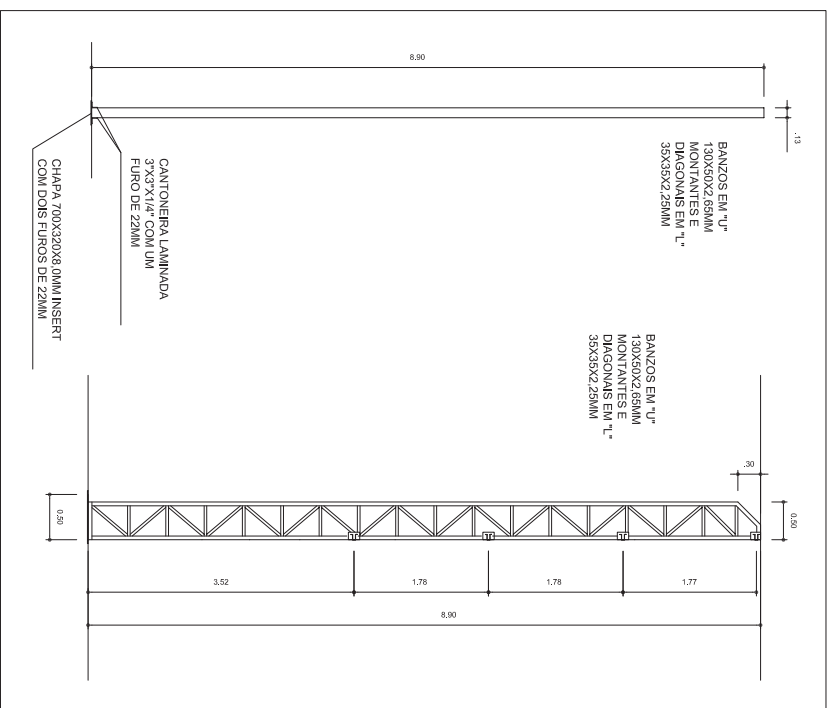 8.90
.13
BANZOS EM "U"
130X50X2,65MM
MONTANTES E
DIAGONAIS EM "L"
35X35X2,25MM
CANTONEIRA LAMINADA
3"X3"X1/4" COM UM
FURO DE 22MM
CHAPA 700X320X8,0MM INSERT
COM DOIS FUROS DE 22MM
BANZOS EM "U"
130X50X2,65MM
MONTANTES E
DIAGONAIS EM "L"
35X35X2,25MM
.30
0.50
0.50
3.52
1.78
1.78
1.77
8.90